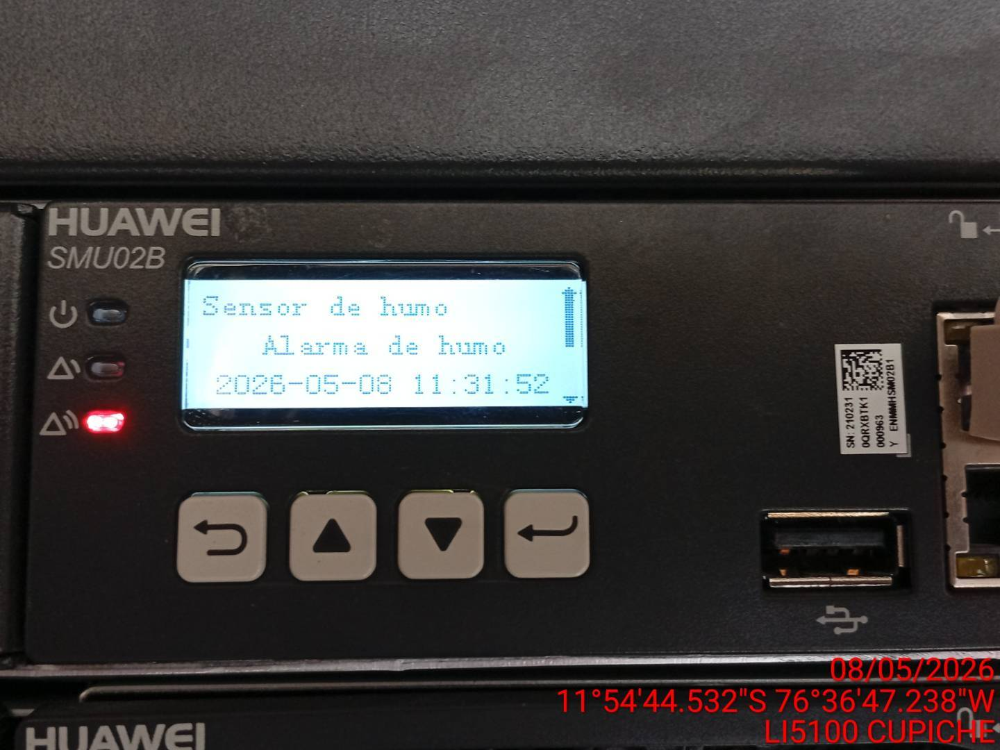 HUAWEI
SMU02B
Sensor de humo
Alarma de humo
2026-05-08 11:31:52
SN: 210231
0QRXBTK1
000963
Y ENMMHSM02B1
08/05/2026
11°54'44.532"S 76°36'47.238"W
LI5100 CUPICHE
HUAWEI